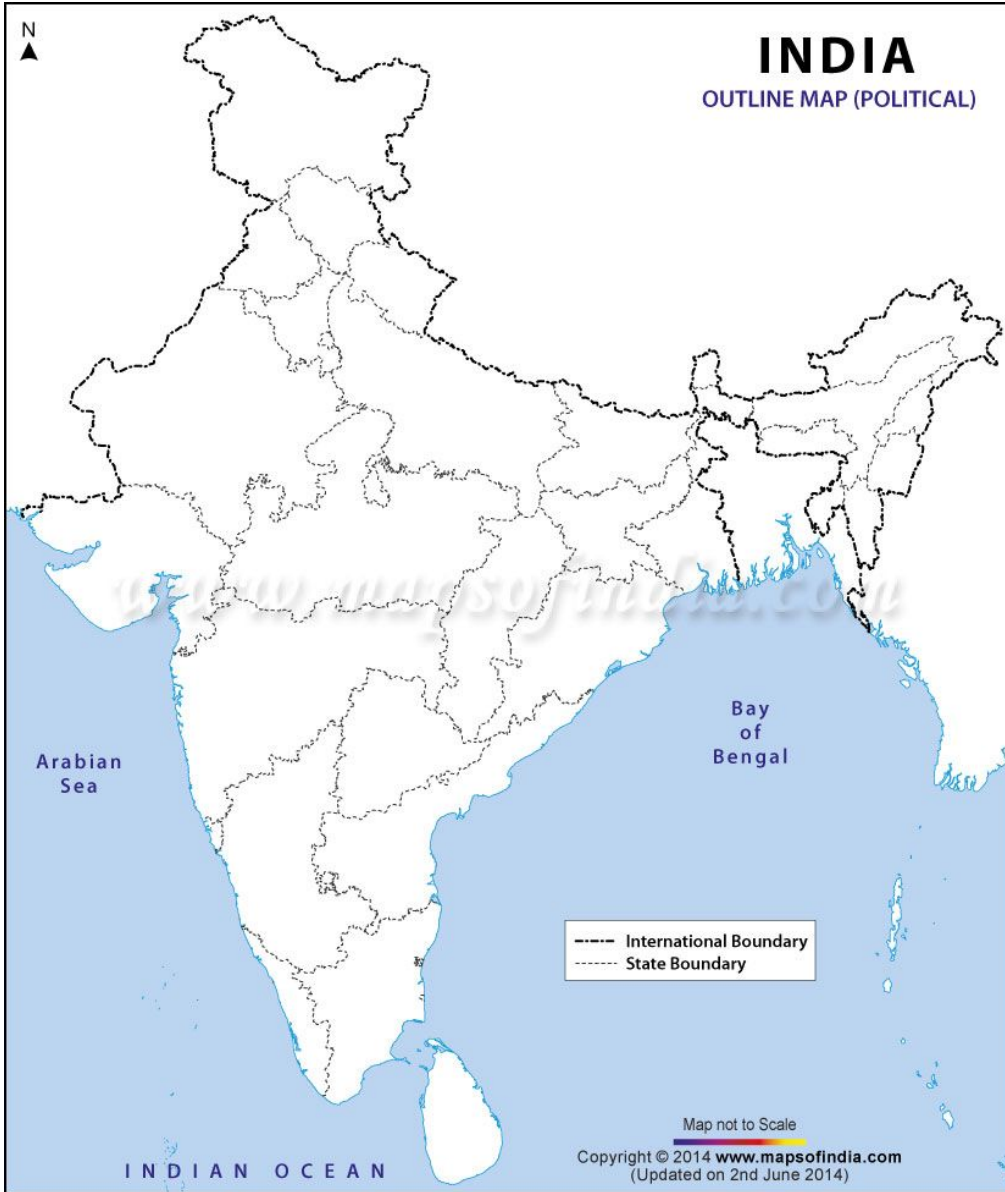 N
INDIA
OUTLINE MAP (POLITICAL)
www.mapsofindia.com
Arabian
Sea
Bay
of
Bengal
International Boundary
State Boundary
Map not to Scale
Copyright © 2014 www.mapsofindia.com
(Updated on 2nd June 2014)
INDIAN OCEAN